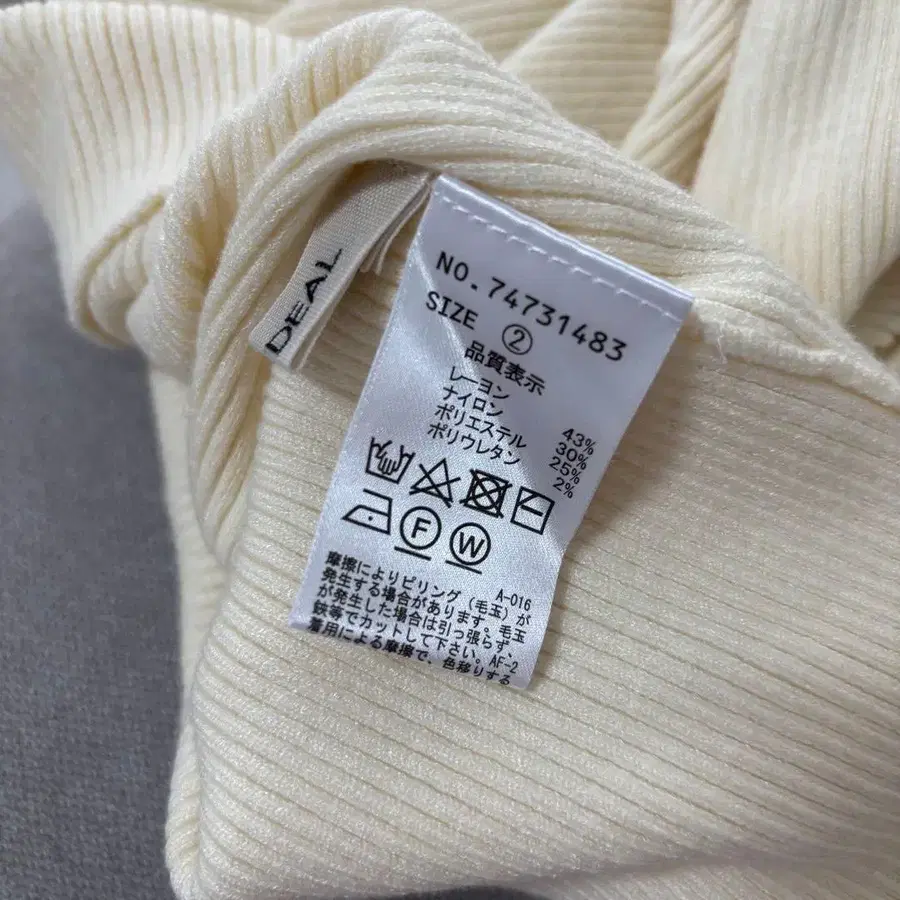 DEAL
NO.74731483
SIZE ②
品質表示
レーヨン 43%
ナイロン 30%
ポリエステル 25%
ポリウレタン 2%
F W
A-016
摩擦によりピリング(毛玉)が
発生する場合があります。毛玉
が発生した場合は引っ張らず、
鋏等でカットして下さい。AF-2
着用による摩擦で、色移りする